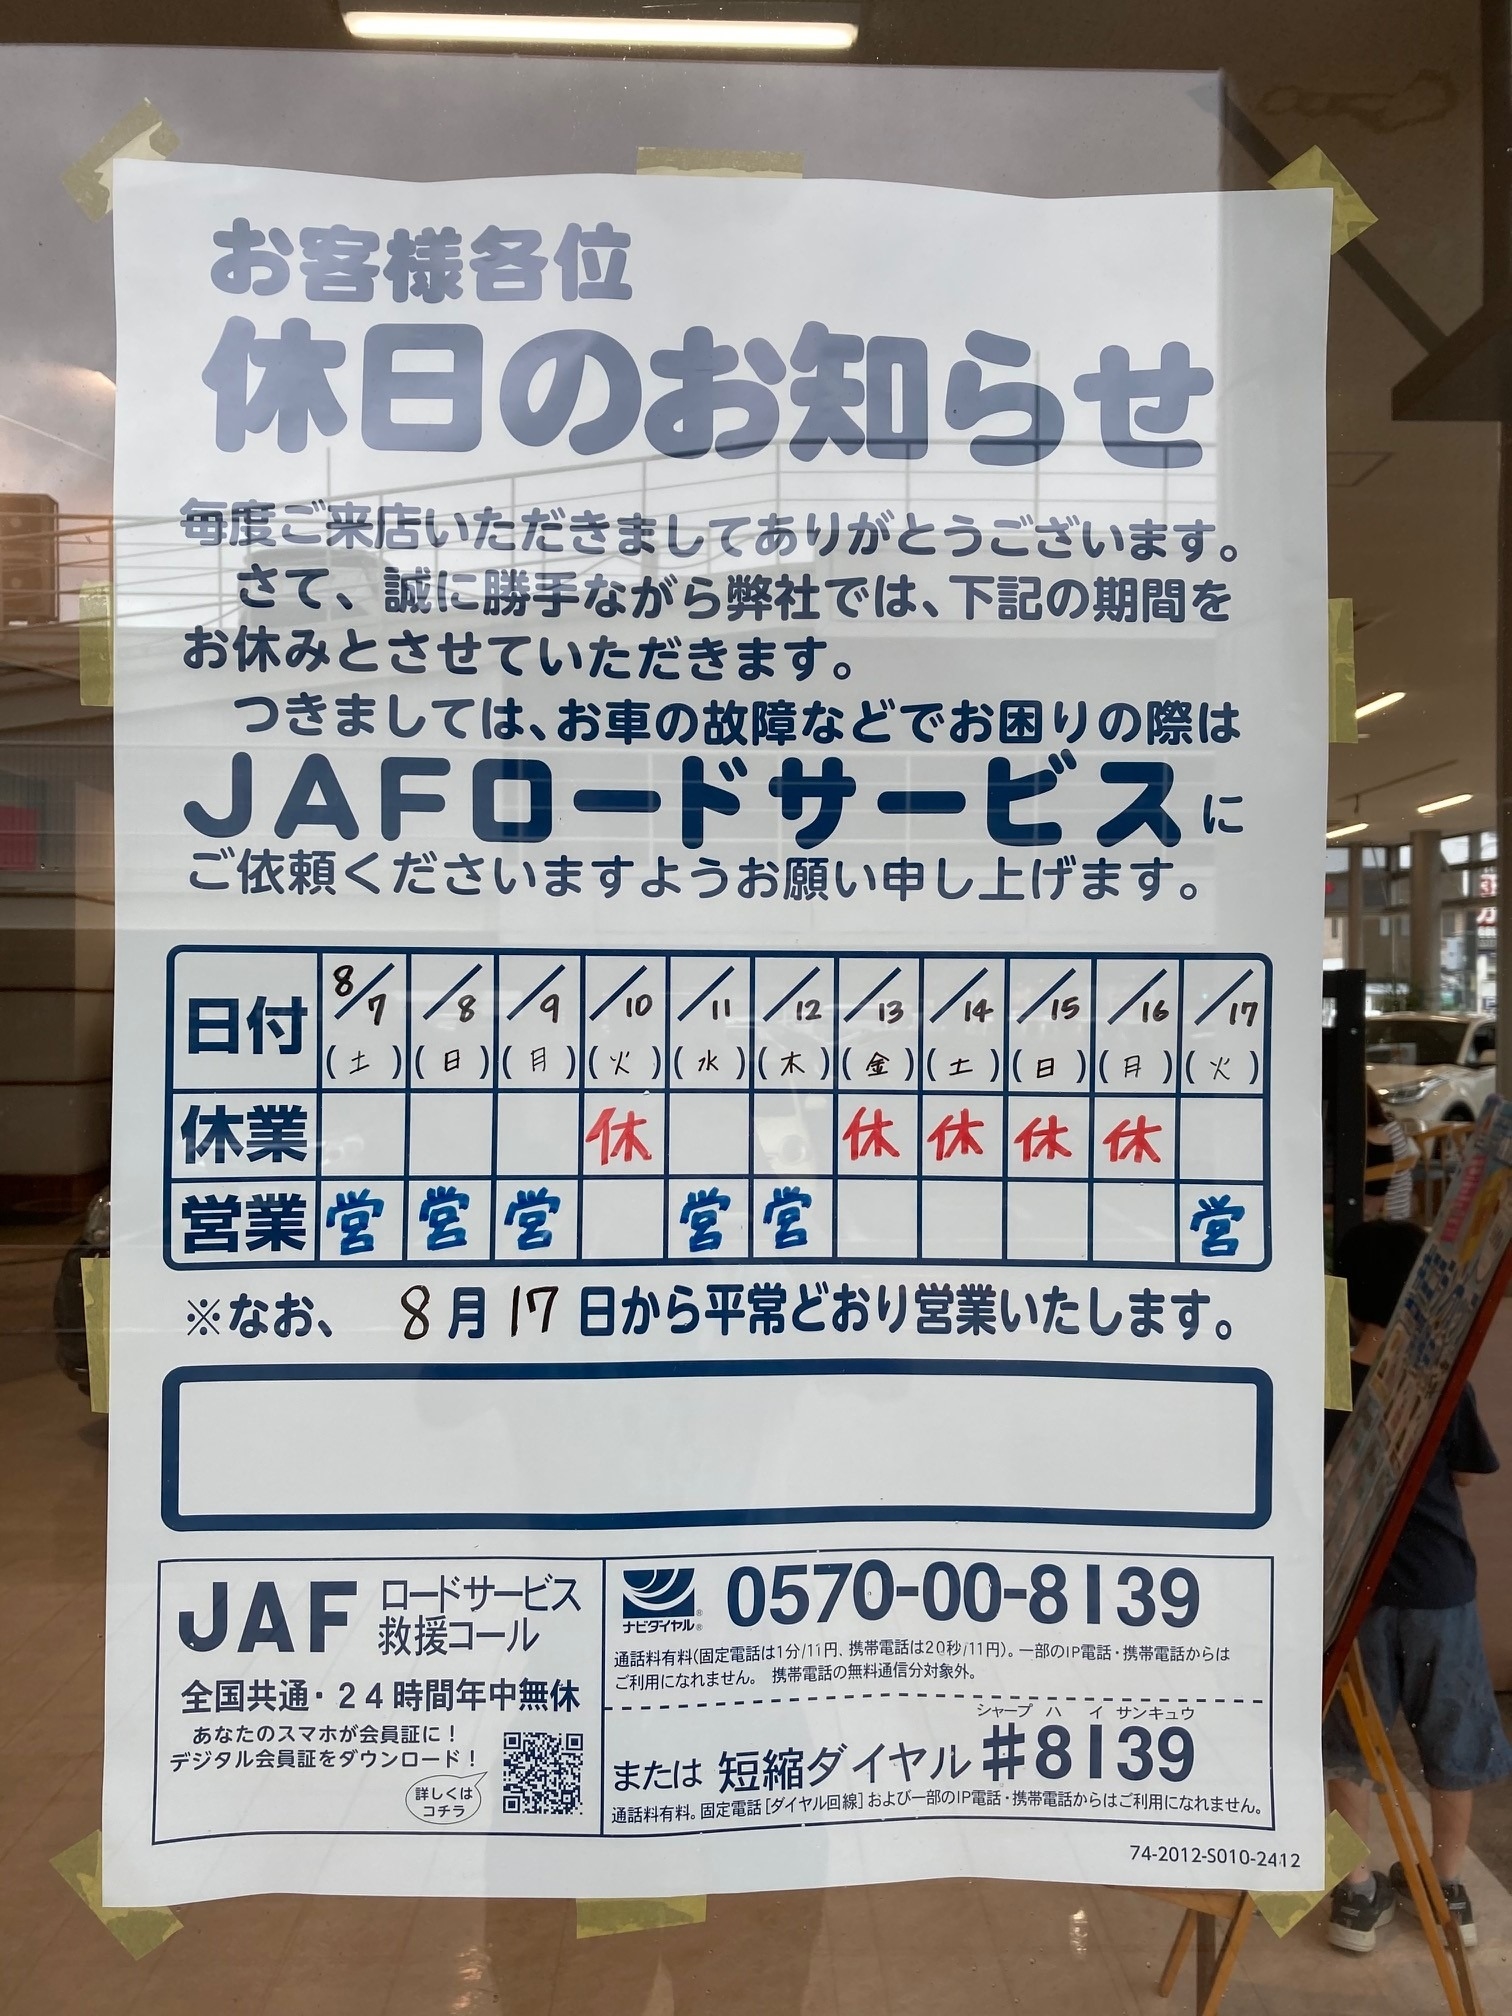 お客様各位
休日のお知らせ
毎度ご来店いただきましてありがとうございます。
さて、誠に勝手ながら弊社では、下記の期間を
お休みとさせていただきます。
つきましては、お車の故障などでお困りの際は
JAFロードサービスに
ご依頼くださいますようお願い申し上げます。
日付 8/7 /8 /9 /10 /11 /12 /13 /14 /15 /16 /17
(土) (日) (月) (火) (水) (木) (金) (土) (日) (月) (火)
休業 休 休 休 休 休
営業 営 営 営 営 営 営
※なお、 8月17日から平常どおり営業いたします。
JAF ロードサービス
救援コール
全国共通・24時間年中無休
あなたのスマホが会員証に！
デジタル会員証をダウンロード！
詳しくは
コチラ
ナビダイヤル® 0570-00-8139
通話料有料(固定電話は1分/11円、携帯電話は20秒/11円)。一部のIP電話・携帯電話からは
ご利用になれません。 携帯電話の無料通信分対象外。
シャープ ハ イ サンキュウ
または 短縮ダイヤル #8139
通話料有料。固定電話［ダイヤル回線］および一部のIP電話・携帯電話からはご利用になれません。
74-2012-S010-2412